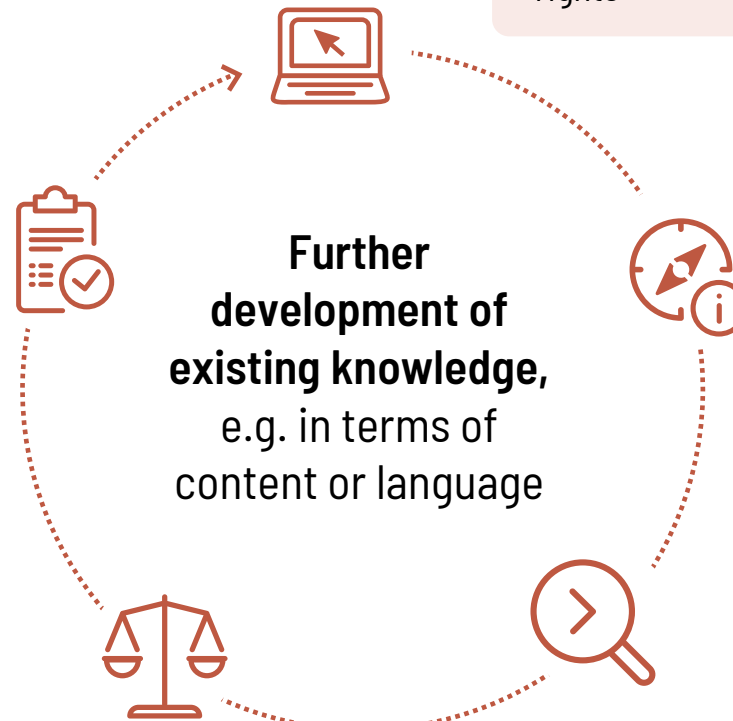 Further
development of
existing knowledge,
e.g. in terms of
content or language